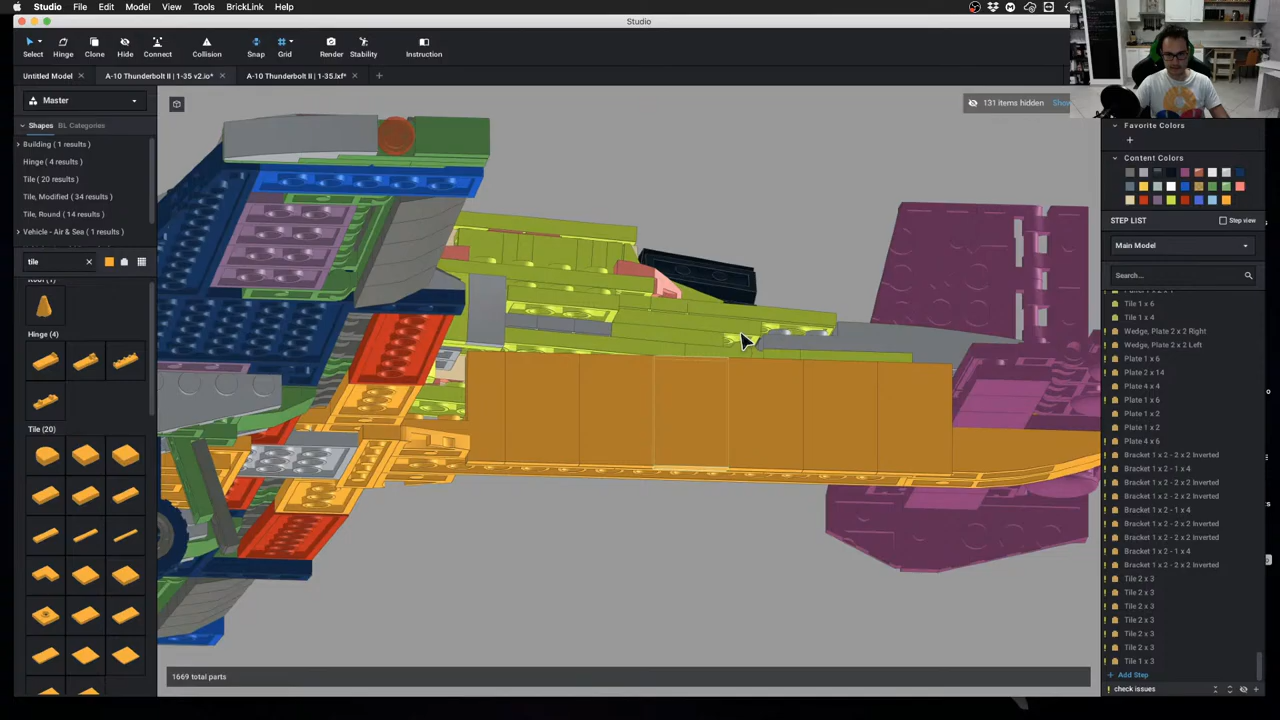 Studio File Edit Model View Tools BrickLink Window Help
Studio
Select Hinge Clone Hide Connect Collision Snap Grid Render Stability Instruction
Untitled Model A-10 Thunderbolt II | 1-35 v2.io* A-10 Thunderbolt II | 1-35.lxf*
Master
Shapes BL Categories
Building ( 1 results )
Hinge ( 4 results )
Tile ( 20 results )
Tile, Modified ( 34 results )
Tile, Round ( 14 results )
Vehicle - Air & Sea ( 1 results )
tile
Hinge (4)
Tile (20)
131 items hidden
1669 total parts
Favorite Colors
Content Colors
STEP LIST Step view
Main Model
Search...
Tile 1 x 6
Tile 1 x 4
Wedge, Plate 2 x 2 Right
Wedge, Plate 2 x 2 Left
Plate 1 x 6
Plate 2 x 14
Plate 4 x 4
Plate 1 x 6
Plate 1 x 2
Plate 1 x 2
Plate 4 x 6
Bracket 1 x 2 - 2 x 2 Inverted
Bracket 1 x 2 - 1 x 4
Bracket 1 x 2 - 2 x 2 Inverted
Bracket 1 x 2 - 2 x 2 Inverted
Bracket 1 x 2 - 1 x 4
Bracket 1 x 2 - 2 x 2 Inverted
Bracket 1 x 2 - 2 x 2 Inverted
Bracket 1 x 2 - 1 x 4
Bracket 1 x 2 - 2 x 2 Inverted
Tile 2 x 3
Tile 2 x 3
Tile 2 x 3
Tile 2 x 3
Tile 2 x 3
Tile 2 x 3
Tile 1 x 3
Add Step
check issues